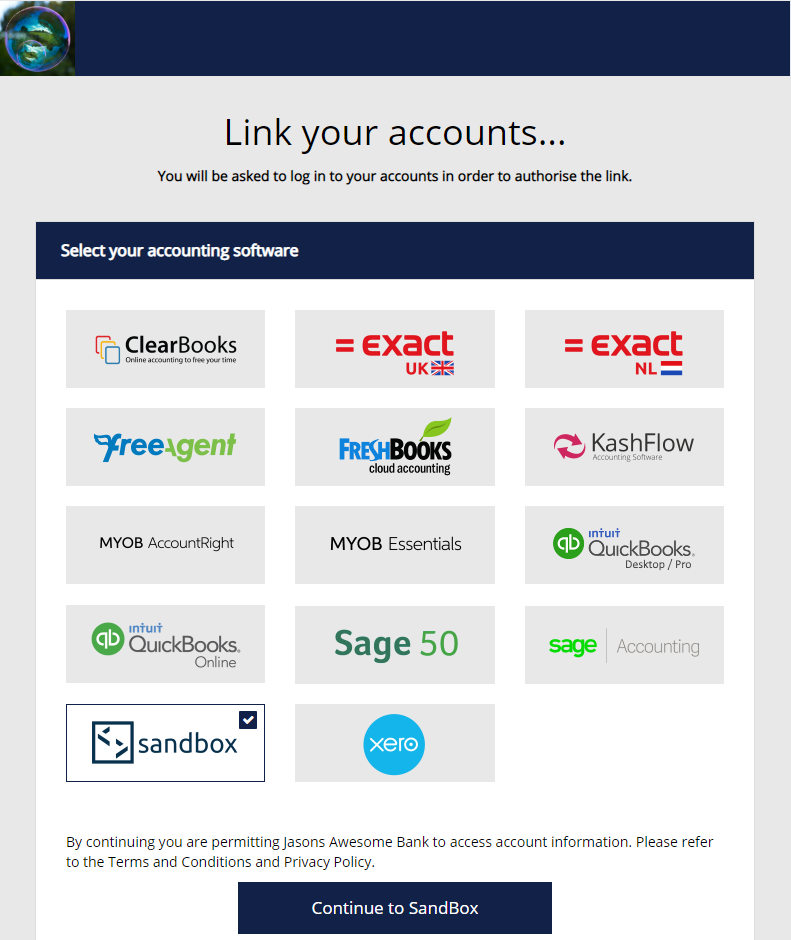 Link your accounts...
You will be asked to log in to your accounts in order to authorise the link.
Select your accounting software
ClearBooks
Online accounting to free your time
= exact
UK
= exact
NL
freeagent
FRESHBOOKS
cloud accounting
KashFlow
Accounting Software
MYOB AccountRight
MYOB Essentials
qb intuit
QuickBooks.
Desktop / Pro
qb intuit
QuickBooks.
Online
Sage 50
sage Accounting
sandbox
xero
By continuing you are permitting Jasons Awesome Bank to access account information. Please refer
to the Terms and Conditions and Privacy Policy.
Continue to SandBox